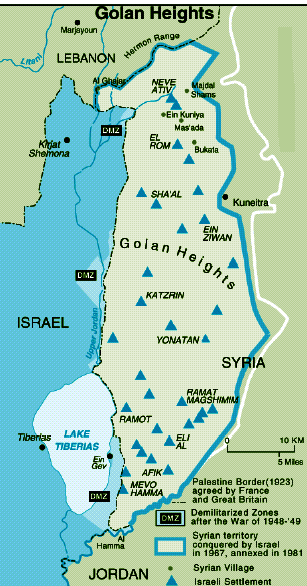 Golan Heights
Marjayoun
Litani
LEBANON
Hermon Range
Al Ghajar
NEVE
ATIV
Majdal
Shams
Ein Kuniya
Mas'ada
DMZ
EL
ROM
Bukata
Kirjat
Shemona
SHA'AL
Kuneitra
EIN
ZIWAN
Golan Heights
DMZ
KATZRIN
ISRAEL
Upper Jordan
YONATAN
SYRIA
RAMAT
MAGSHIMIM
RAMOT
LAKE
TIBERIAS
Tiberias
ELI
AL
0 10 KM
5 Miles
Ein
Gev
AFIK
MEVO
HAMMA
DMZ
Al
Hamma
JORDAN
Palestine Border(1923)
agreed by France
and Great Britain
DMZ
Demilitarized Zones
after the War of 1948-'49
Syrian territory
conquered by Israel
in 1967, annexed in 1981
Syrian Village
Israeli Settlement